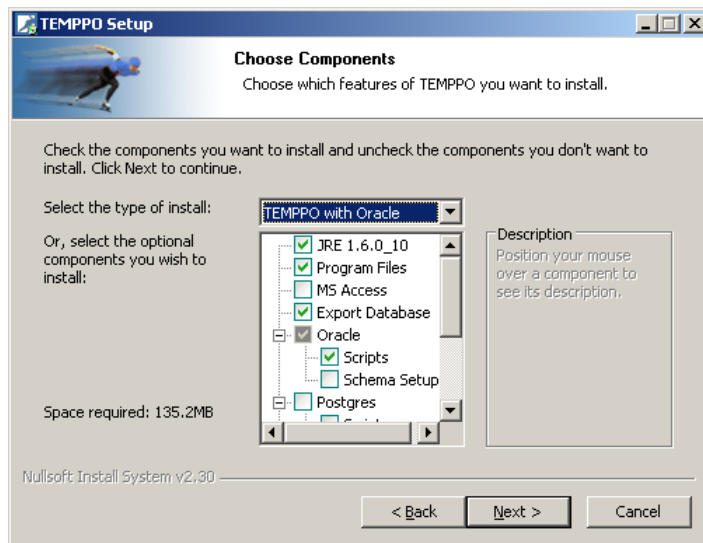 TEMPPO Setup
Choose Components
Choose which features of TEMPPO you want to install.
Check the components you want to install and uncheck the components you don't want to
install. Click Next to continue.
Select the type of install:
TEMPPO with Oracle
Or, select the optional
components you wish to
install:
JRE 1.6.0_10
Program Files
MS Access
Export Database
Oracle
Scripts
Schema Setup
Postgres
Description
Position your mouse
over a component to
see its description.
Space required: 135.2MB
Nullsoft Install System v2.30
< Back
Next >
Cancel